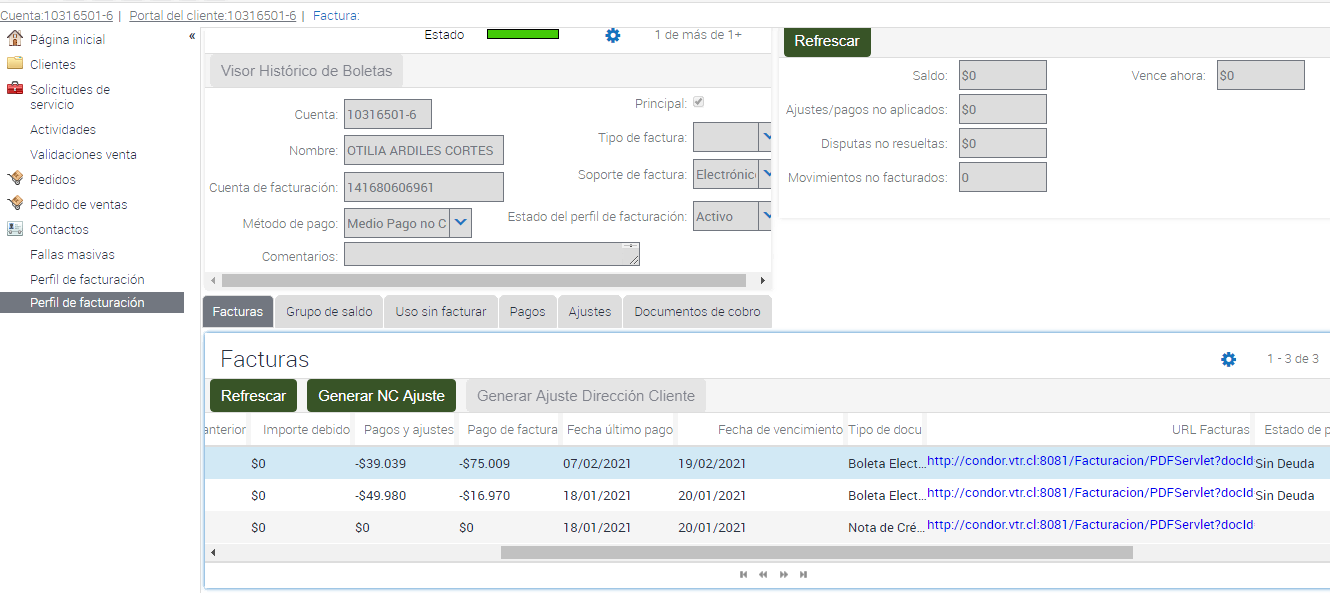 Cuenta:10316501-6 | Portal del cliente:10316501-6 | Factura:
Página inicial
Clientes
Solicitudes de
servicio
Actividades
Validaciones venta
Pedidos
Pedido de ventas
Contactos
Fallas masivas
Perfil de facturación
Perfil de facturación
«
Estado
1 de más de 1+
Visor Histórico de Boletas
Cuenta: 10316501-6
Nombre: OTILIA ARDILES CORTES
Cuenta de facturación: 141680606961
Método de pago: Medio Pago no C
Comentarios:
Principal:
Tipo de factura:
Soporte de factura: Electrónic
Estado del perfil de facturación: Activo
Refrescar
Saldo: $0 Vence ahora: $0
Ajustes/pagos no aplicados: $0
Disputas no resueltas: $0
Movimientos no facturados: 0
Facturas Grupo de saldo Uso sin facturar Pagos Ajustes Documentos de cobro
Facturas 1 - 3 de 3
Refrescar Generar NC Ajuste Generar Ajuste Dirección Cliente
anterior Importe debido Pagos y ajustes Pago de factura Fecha último pago Fecha de vencimiento Tipo de docu URL Facturas Estado de p
$0 -$39.039 -$75.009 07/02/2021 19/02/2021 Boleta Elect... http://condor.vtr.cl:8081/Facturacion/PDFServlet?docId Sin Deuda
$0 -$49.980 -$16.970 18/01/2021 20/01/2021 Boleta Elect... http://condor.vtr.cl:8081/Facturacion/PDFServlet?docId Sin Deuda
$0 $0 $0 18/01/2021 20/01/2021 Nota de Cré... http://condor.vtr.cl:8081/Facturacion/PDFServlet?docId